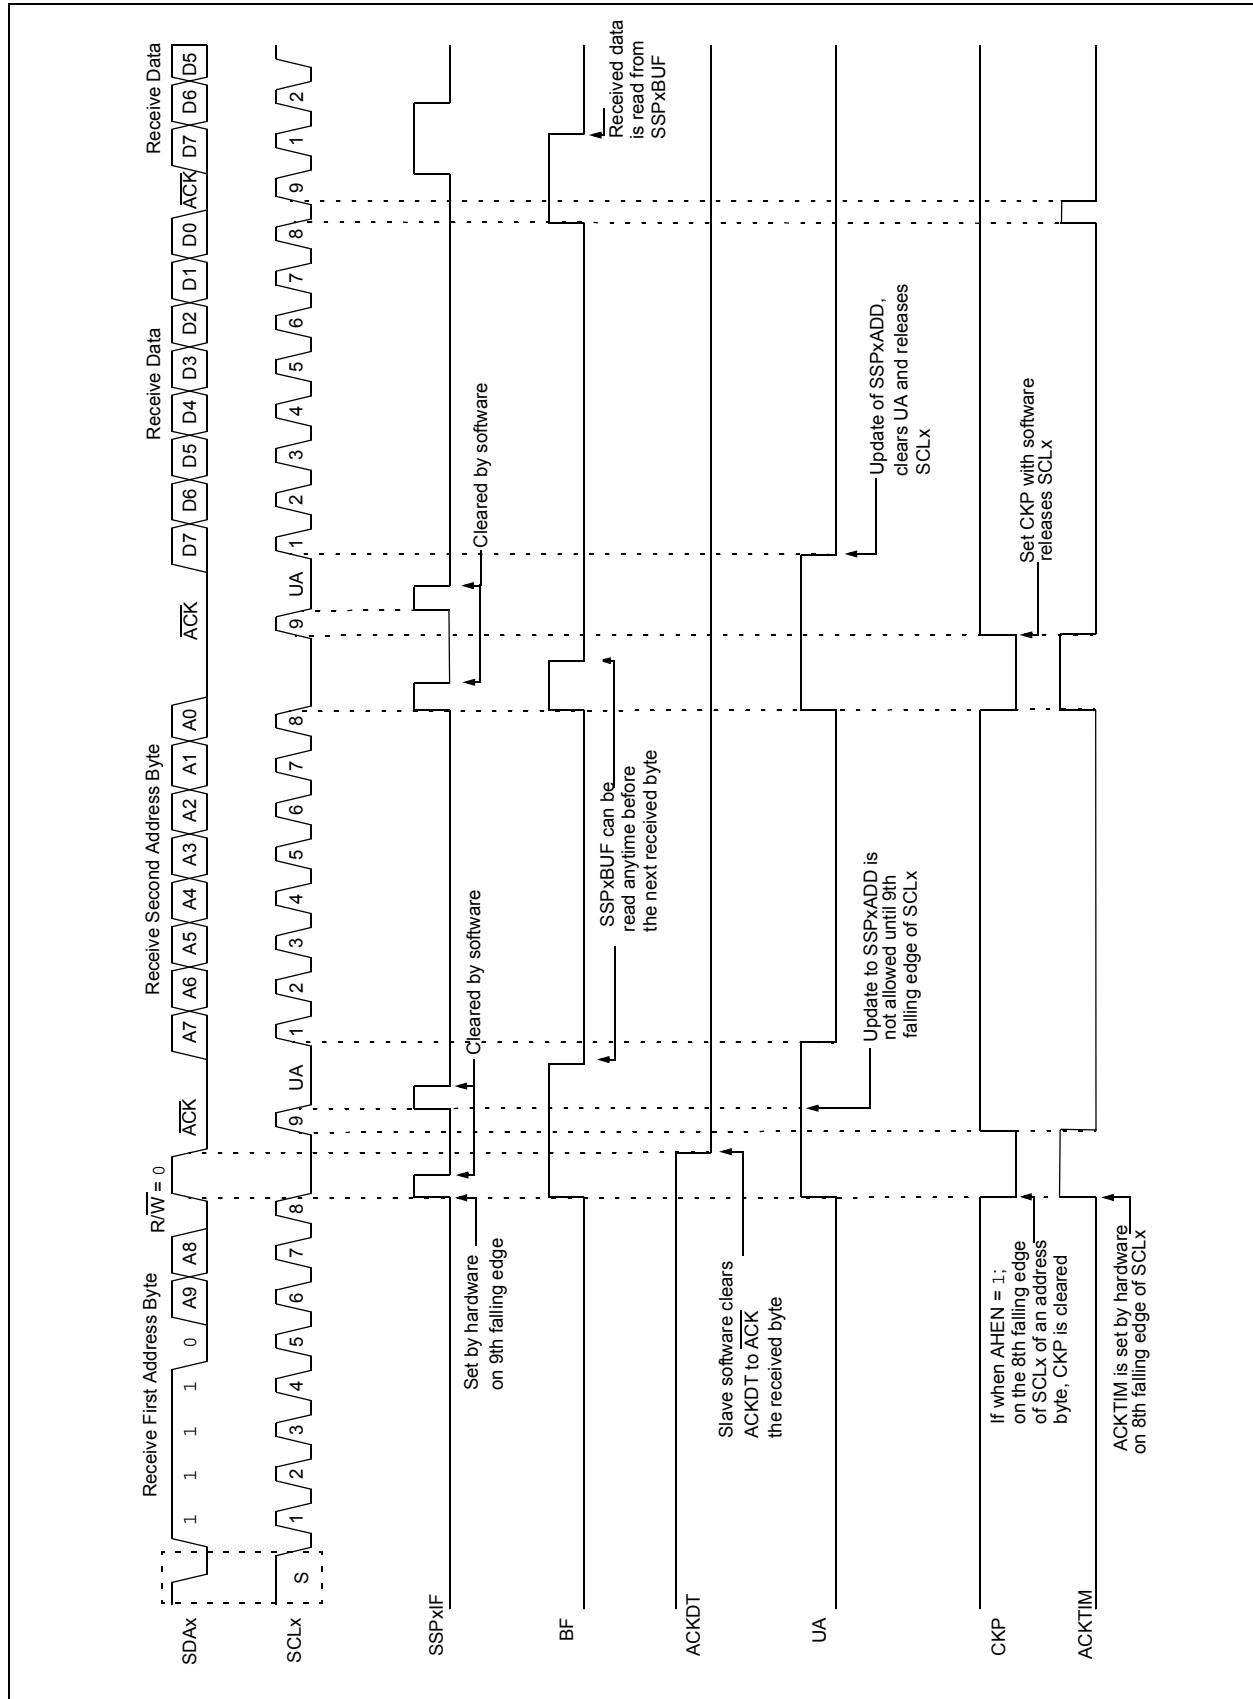 Receive First Address Byte
R/W = 0
ACK
Receive Second Address Byte
ACK
Receive Data
ACK
Receive Data
SDAx
1 1 1 1 0 A9 A8
A7 A6 A5 A4 A3 A2 A1 A0
D7 D6 D5 D4 D3 D2 D1 D0
D7 D6 D5
SCLx
S 1 2 3 4 5 6 7 8 9 UA 1 2 3 4 5 6 7 8 9 UA 1 2 3 4 5 6 7 8 9 1 2
SSPxIF
Set by hardware
on 9th falling edge
Cleared by software
Cleared by software
BF
SSPxBUF can be
read anytime before
the next received byte
Received data
is read from
SSPxBUF
ACKDT
Slave software clears
ACKDT to ACK
the received byte
UA
Update to SSPxADD is
not allowed until 9th
falling edge of SCLx
Update of SSPxADD,
clears UA and releases
SCLx
CKP
If when AHEN = 1;
on the 8th falling edge
of SCLx of an address
byte, CKP is cleared
Set CKP with software
releases SCLx
ACKTIM
ACKTIM is set by hardware
on 8th falling edge of SCLx